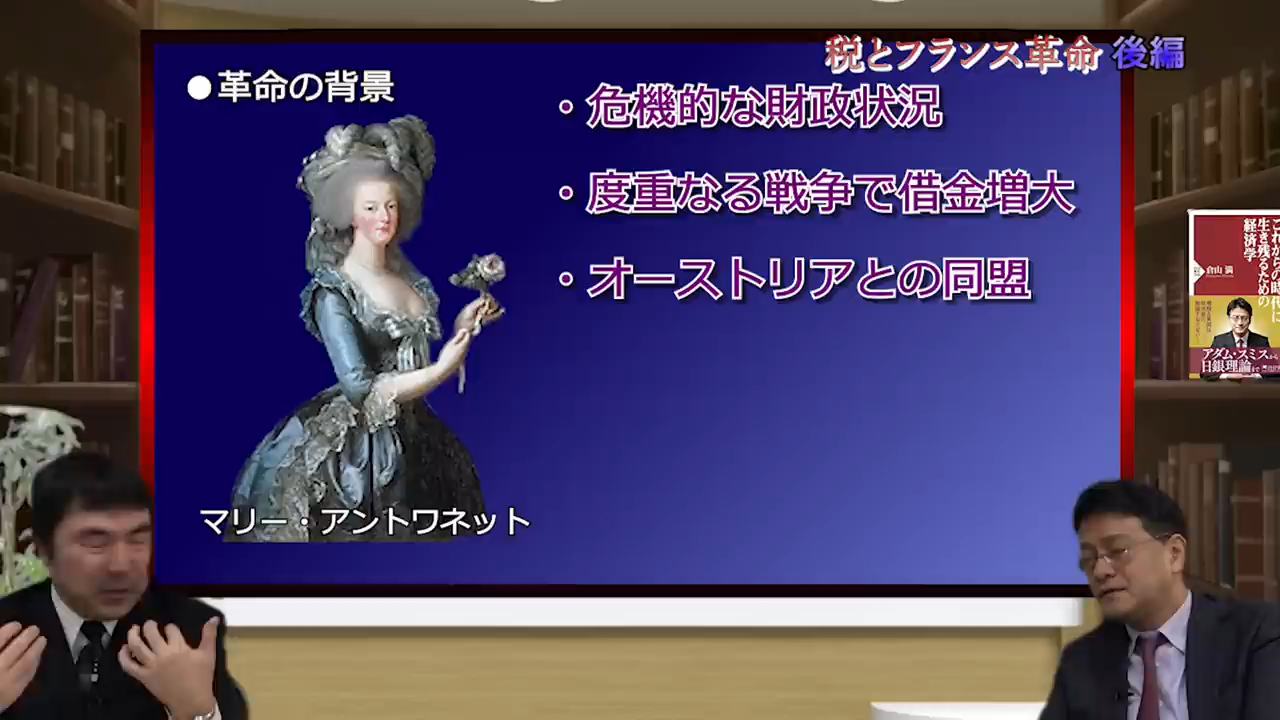 税とフランス革命 後編
●革命の背景
・危機的な財政状況
・度重なる戦争で借金増大
・オーストリアとの同盟
マリー・アントワネット
これからの時代に
生き残るための
経済学
倉山 満
アダム・スミスから
日銀理論まで